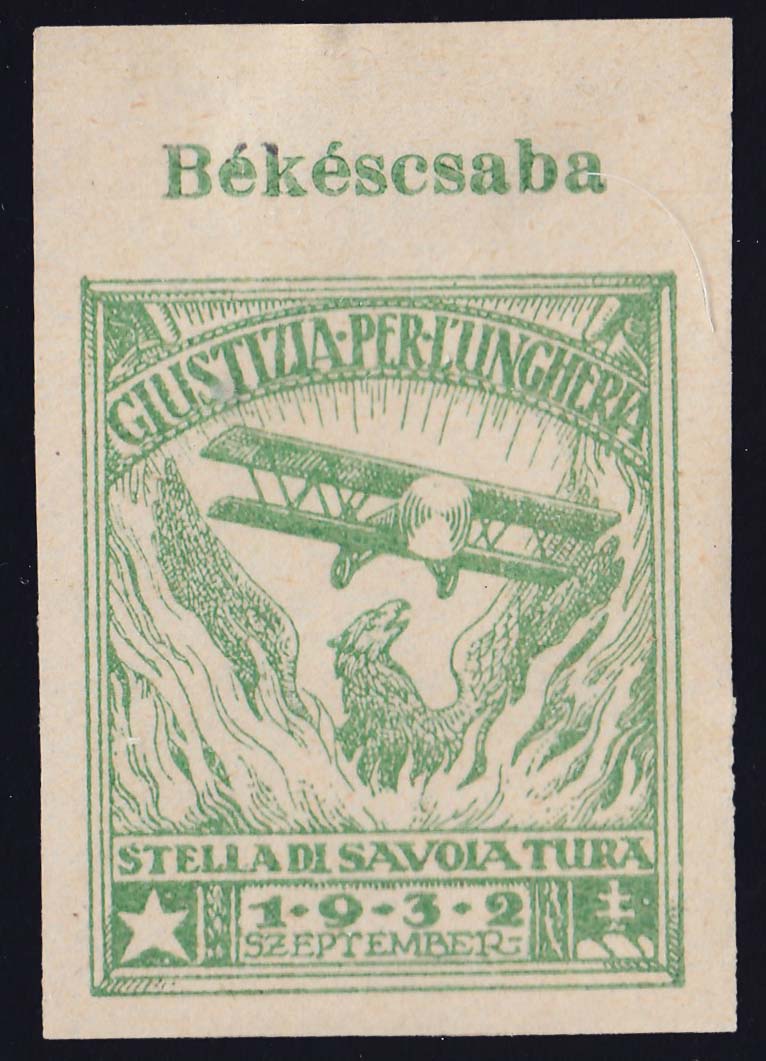 Békéscsaba
GIUSTIZIA·PER·L'UNGHERIA
STELLA DI SAVOIA TURA
1·9·3·2
SZEPTEMBER-